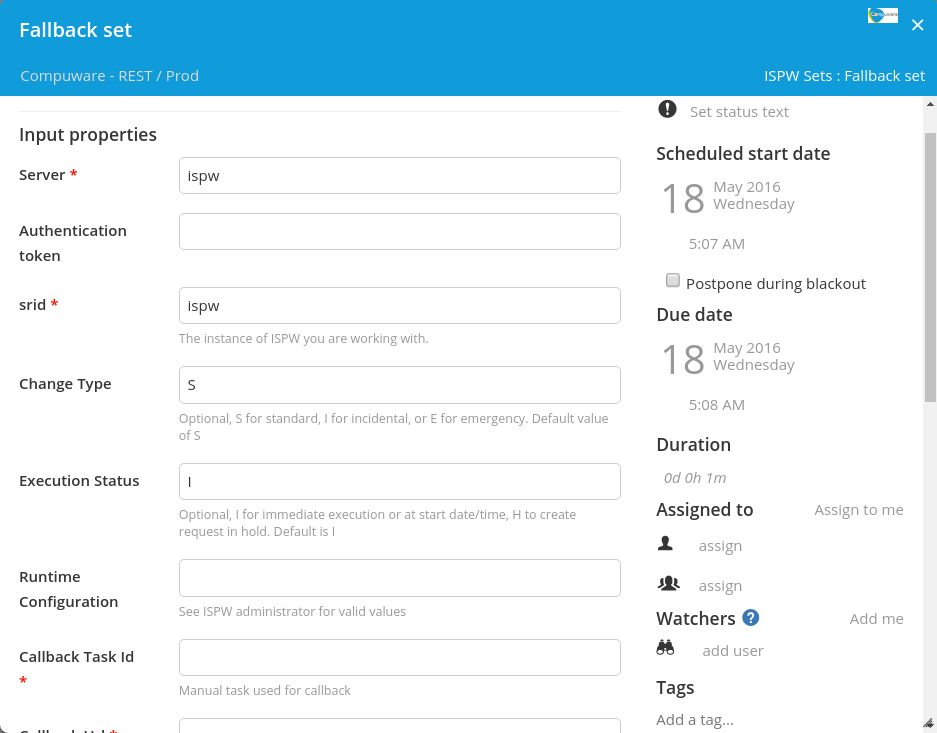 Fallback set
Compuware
Compuware - REST / Prod
ISPW Sets : Fallback set
Input properties
Server *
ispw
Authentication
token
srid *
ispw
The instance of ISPW you are working with.
Change Type
S
Optional, S for standard, I for incidental, or E for emergency. Default value
of S
Execution Status
I
Optional, I for immediate execution or at start date/time, H to create
request in hold. Default is I
Runtime
Configuration
See ISPW administrator for valid values
Callback Task Id
*
Manual task used for callback
Set status text
Scheduled start date
18
May 2016
Wednesday
5:07 AM
Postpone during blackout
Due date
18
May 2016
Wednesday
5:08 AM
Duration
0d 0h 1m
Assigned to
Assign to me
assign
assign
Watchers ?
Add me
add user
Tags
Add a tag...